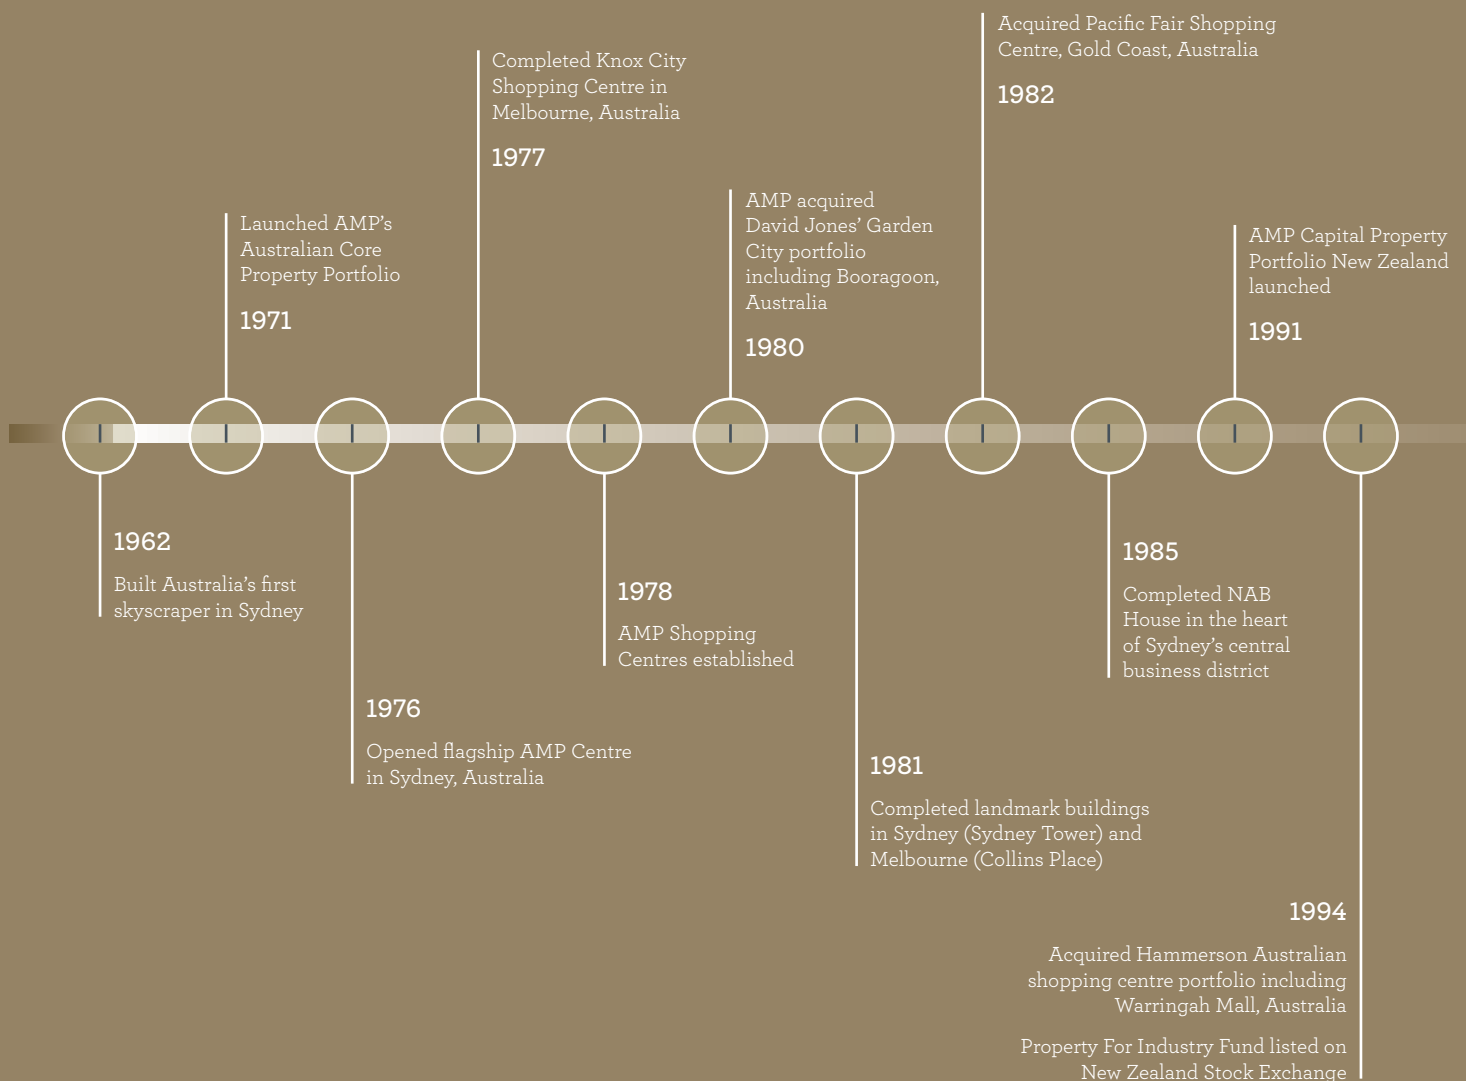 Acquired Pacific Fair Shopping
Centre, Gold Coast, Australia
1982
Completed Knox City
Shopping Centre in
Melbourne, Australia
1977
AMP acquired
David Jones’ Garden
City portfolio
including Booragoon,
Australia
1980
Launched AMP’s
Australian Core
Property Portfolio
1971
AMP Capital Property
Portfolio New Zealand
launched
1991
1962
Built Australia’s first
skyscraper in Sydney
1976
Opened flagship AMP Centre
in Sydney, Australia
1978
AMP Shopping
Centres established
1981
Completed landmark buildings
in Sydney (Sydney Tower) and
Melbourne (Collins Place)
1985
Completed NAB
House in the heart
of Sydney’s central
business district
1994
Acquired Hammerson Australian
shopping centre portfolio including
Warringah Mall, Australia
Property For Industry Fund listed on
New Zealand Stock Exchange